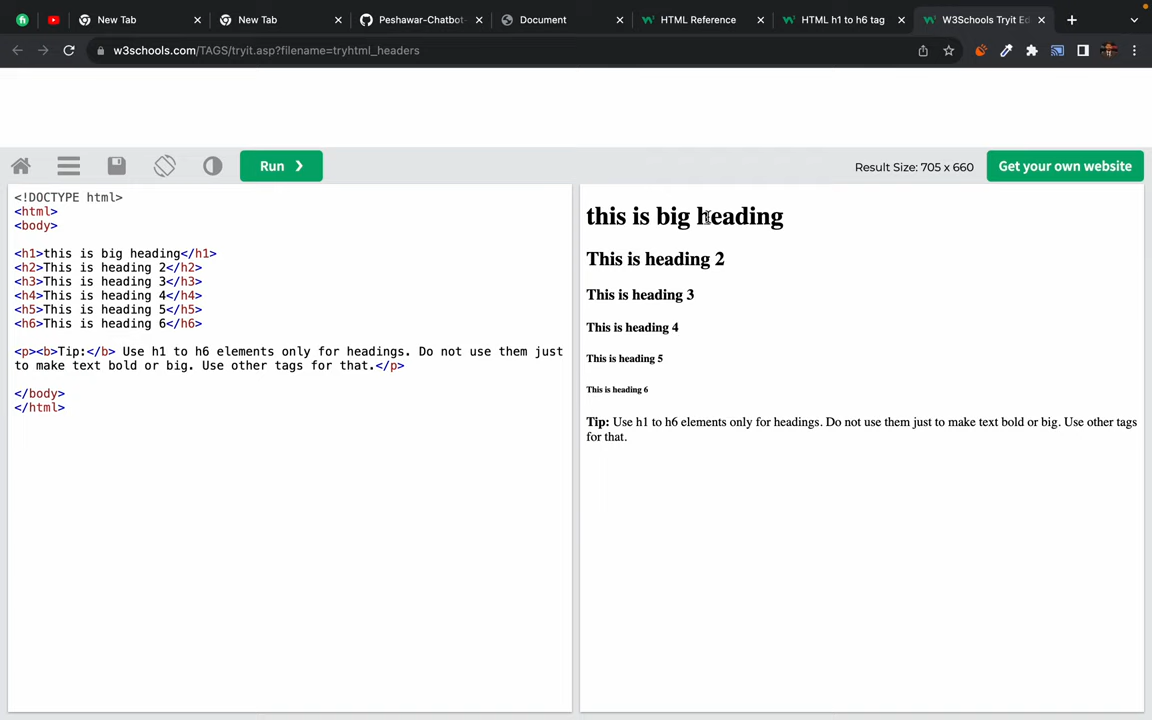 New Tab
New Tab
Peshawar-Chatbot-
Document
HTML Reference
HTML h1 to h6 tag
W3Schools Tryit Ed
w3schools.com/TAGS/tryit.asp?filename=tryhtml_headers
Run ❯
Result Size: 705 x 660
Get your own website
<!DOCTYPE html>
<html>
<body>
<h1>this is big heading</h1>
<h2>This is heading 2</h2>
<h3>This is heading 3</h3>
<h4>This is heading 4</h4>
<h5>This is heading 5</h5>
<h6>This is heading 6</h6>
<p><b>Tip:</b> Use h1 to h6 elements only for headings. Do not use them just
to make text bold or big. Use other tags for that.</p>
</body>
</html>
this is big heading
This is heading 2
This is heading 3
This is heading 4
This is heading 5
This is heading 6
Tip: Use h1 to h6 elements only for headings. Do not use them just to make text bold or big. Use other tags
for that.